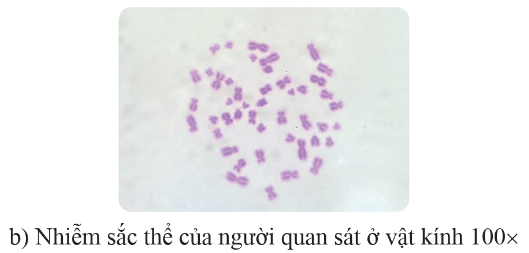 b) Nhiễm sắc thể của người quan sát ở vật kính 100×